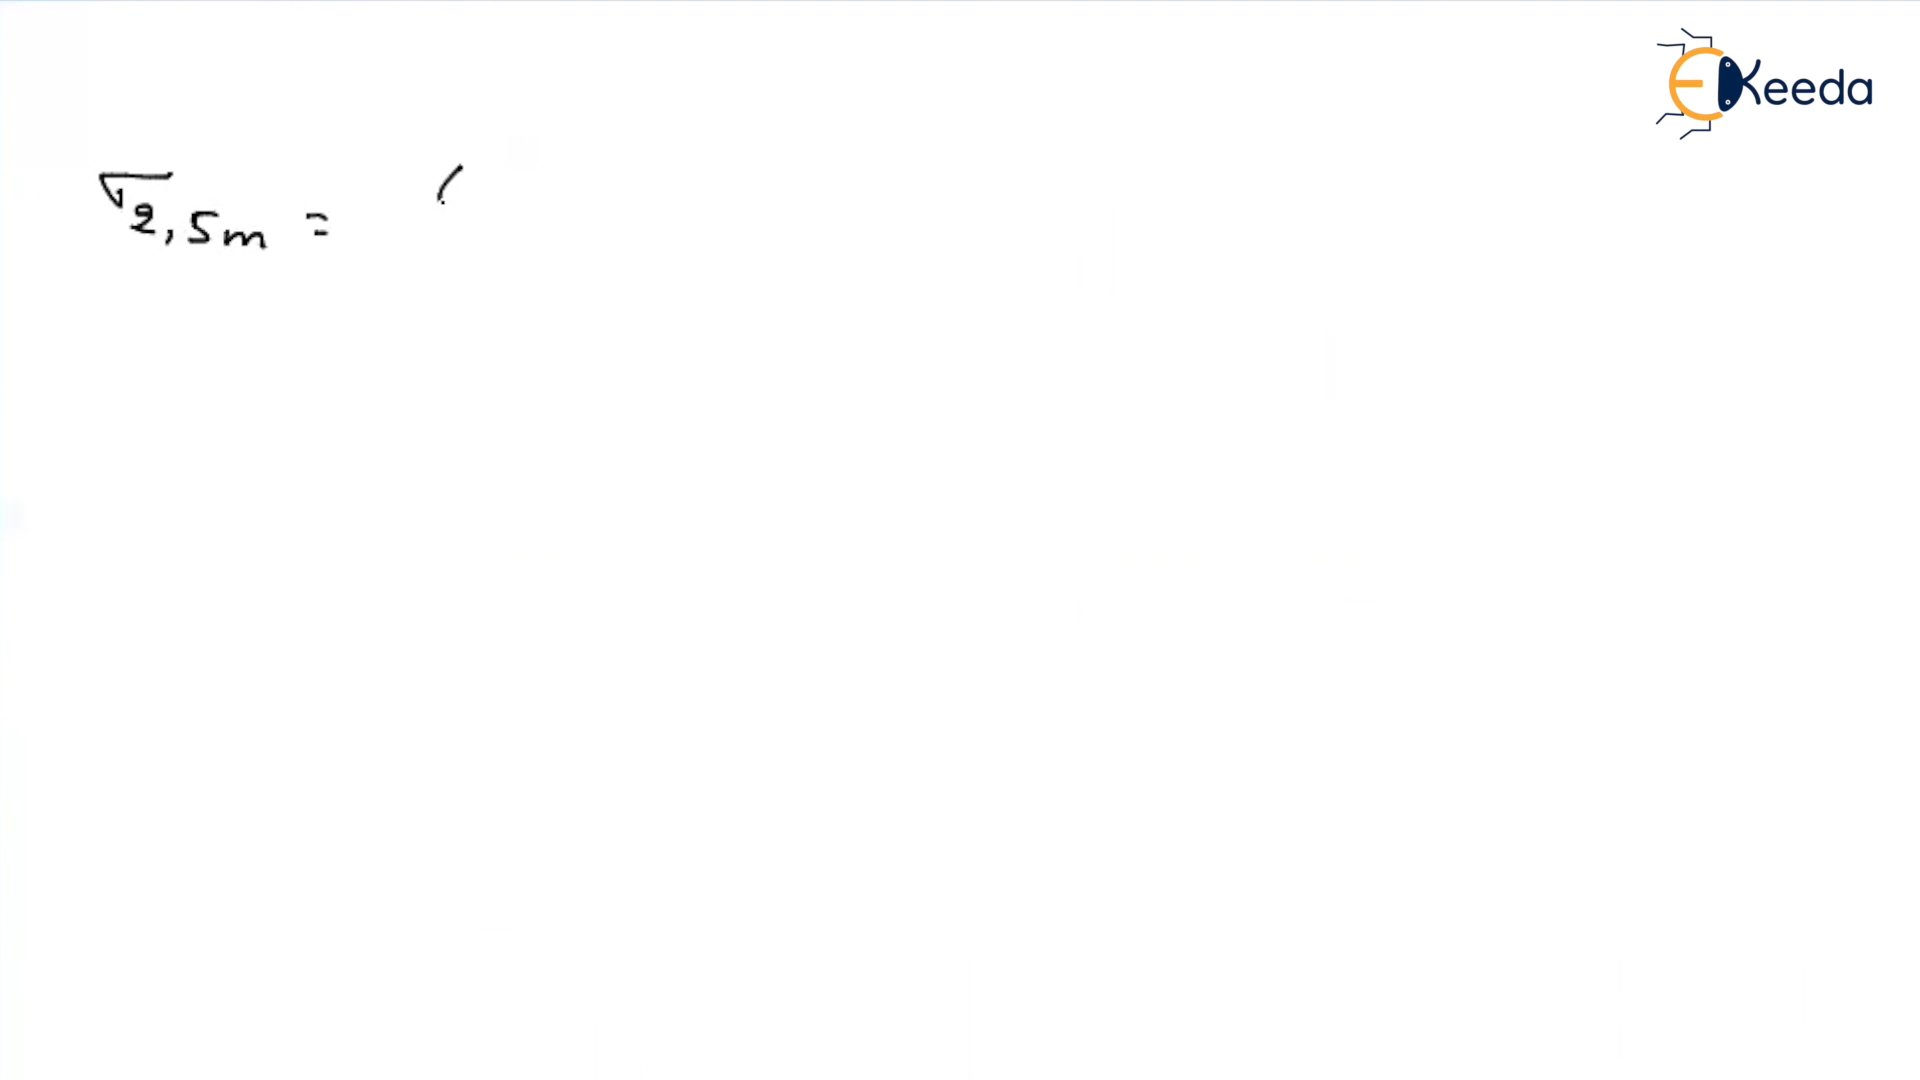 EKeeda
σ2,5m = (